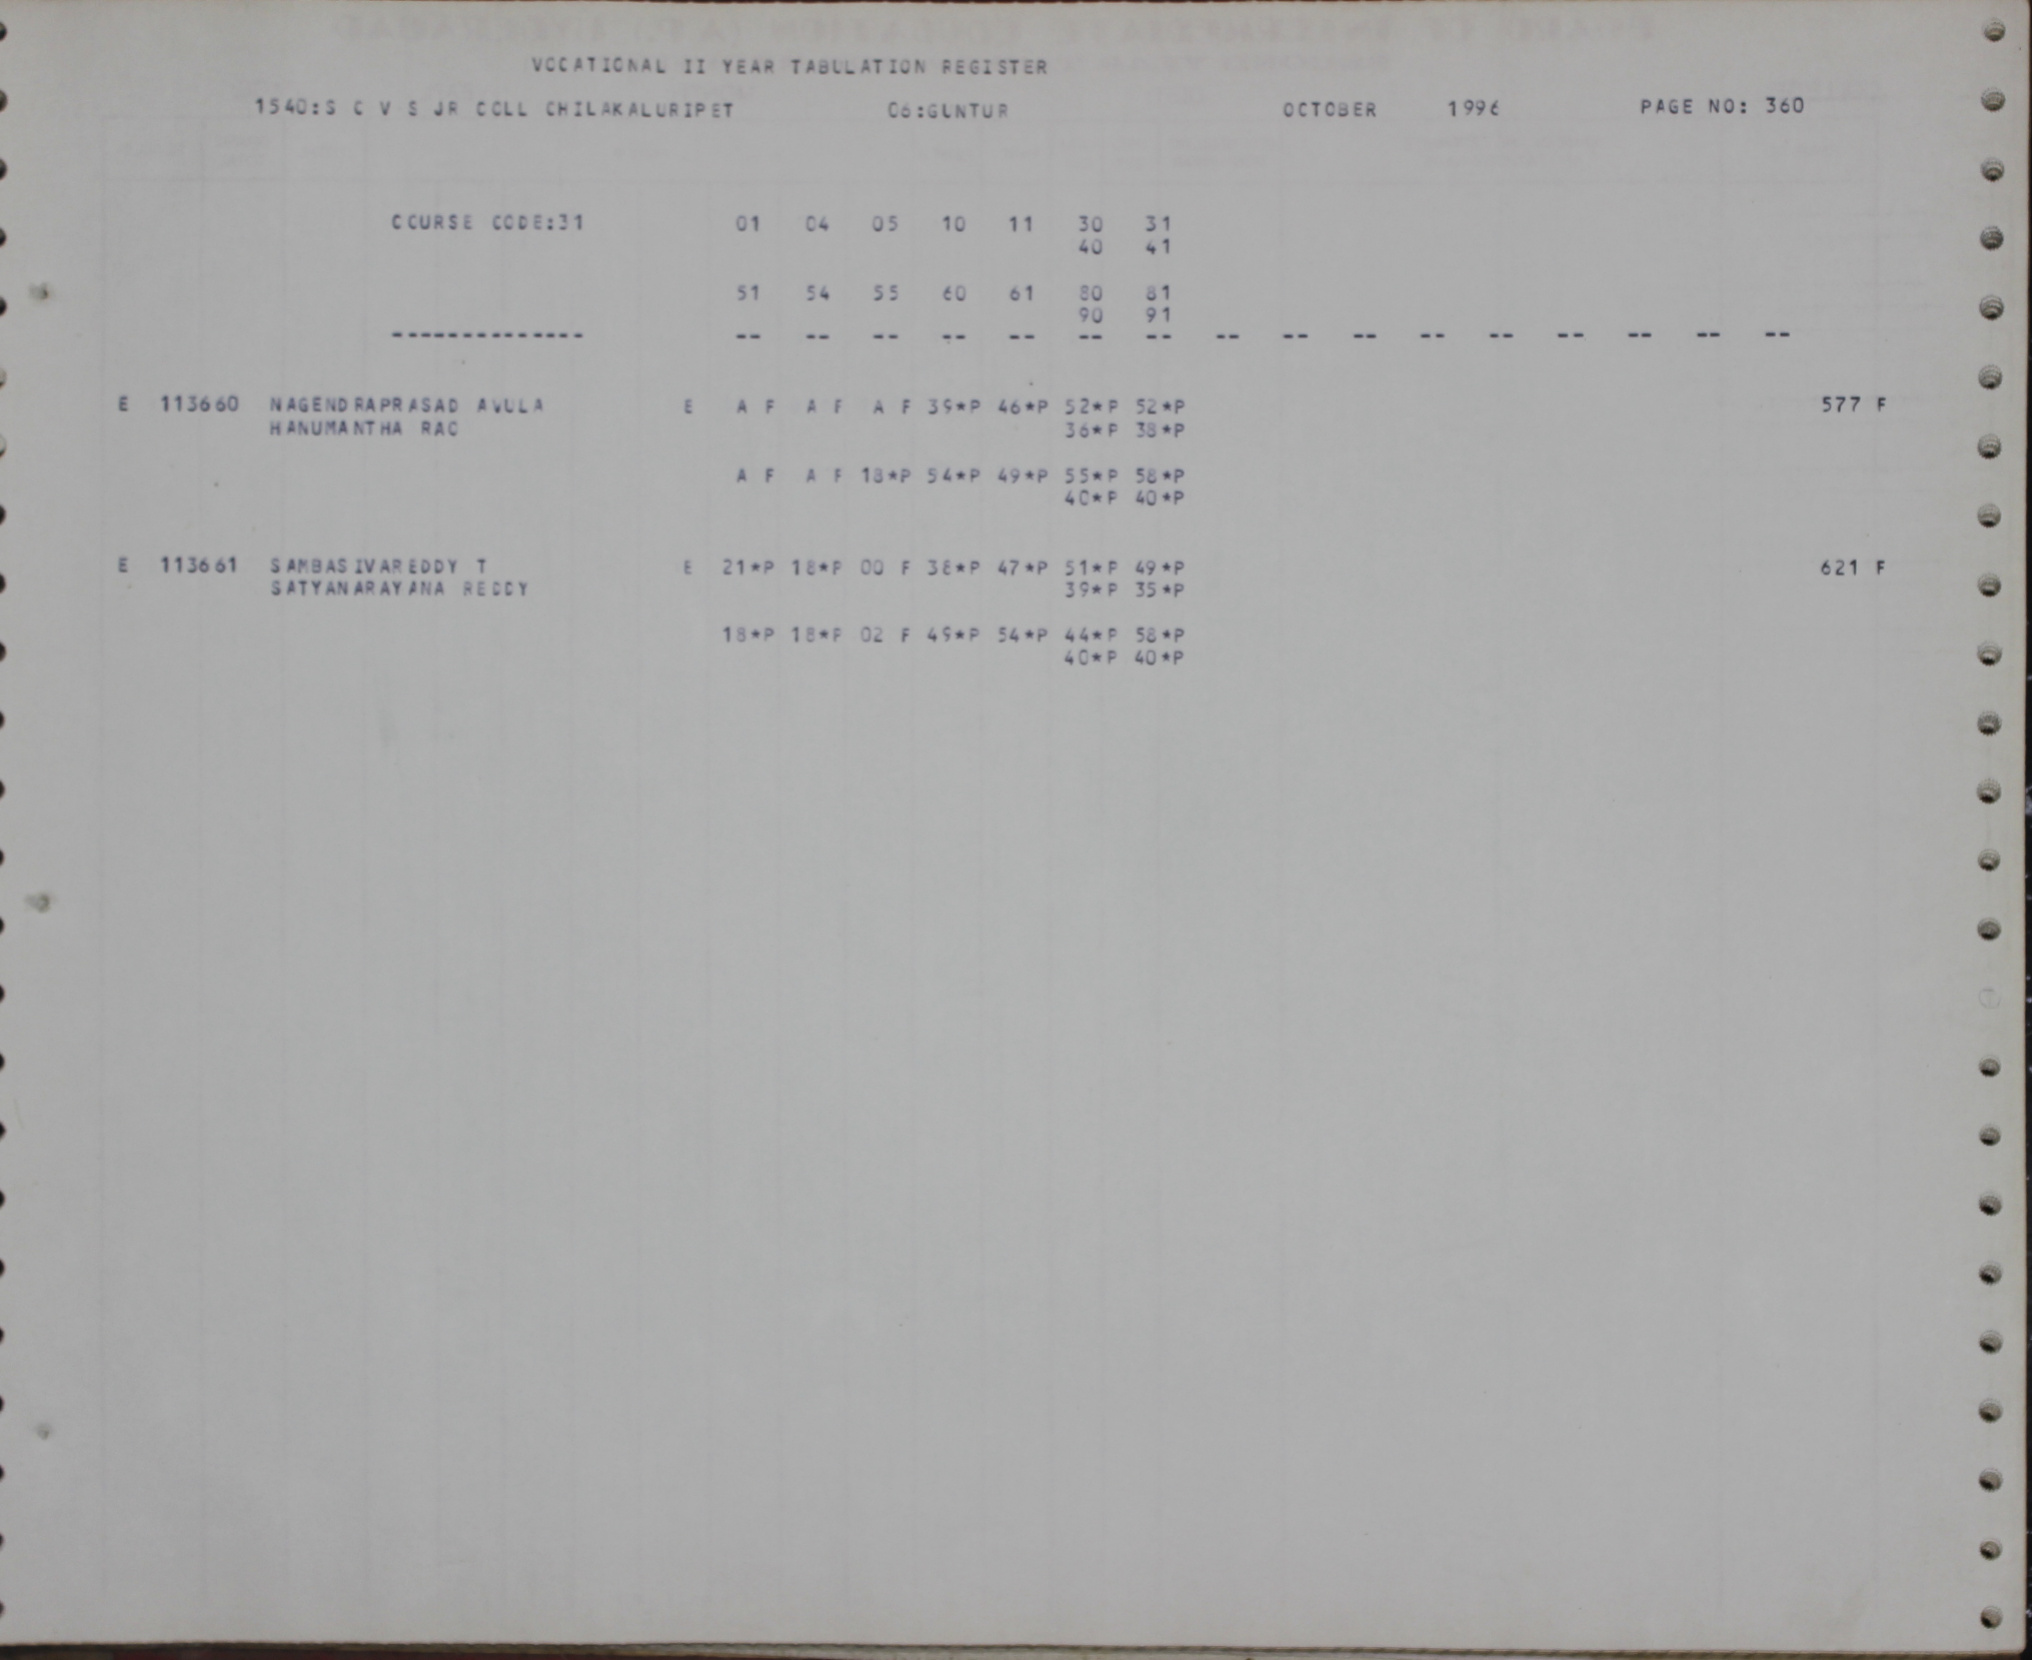 VOCATIONAL II YEAR TABULATION REGISTER
1540:S C V S JR COLL CHILAKALURIPET 06:GUNTUR OCTOBER 1996 PAGE NO: 360
COURSE CODE:31 01 04 05 10 11 30 31
40 41
51 54 55 60 61 80 81
90 91
-------------- -- -- -- -- -- -- -- -- -- -- -- -- -- -- -- --
E 113660 NAGENDRAPRASAD AVULA E A F A F A F 39*P 46*P 52*P 52*P 577 F
HANUMANTHA RAO 36*P 38*P
A F A F 18*P 54*P 49*P 55*P 58*P
40*P 40*P
E 113661 SAMBASIVAREDDY T E 21*P 18*P 00 F 38*P 47*P 51*P 49*P 621 F
SATYANARAYANA REDDY 39*P 35*P
18*P 18*P 02 F 49*P 54*P 44*P 58*P
40*P 40*P